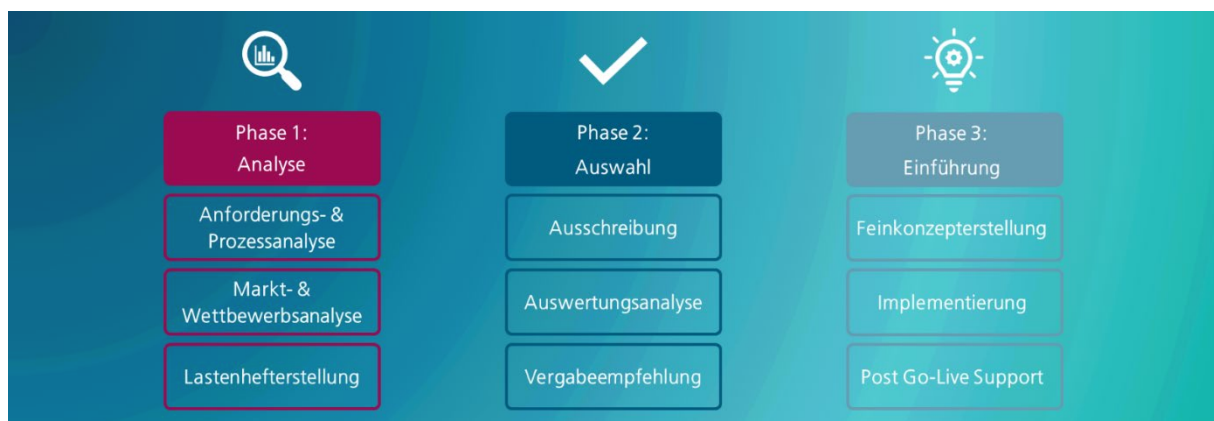 Phase 1:
Analyse
Anforderungs- &
Prozessanalyse
Markt- &
Wettbewerbsanalyse
Lastenhefterstellung
Phase 2:
Auswahl
Ausschreibung
Auswertungsanalyse
Vergabeempfehlung
Phase 3:
Einführung
Feinkonzepterstellung
Implementierung
Post Go-Live Support